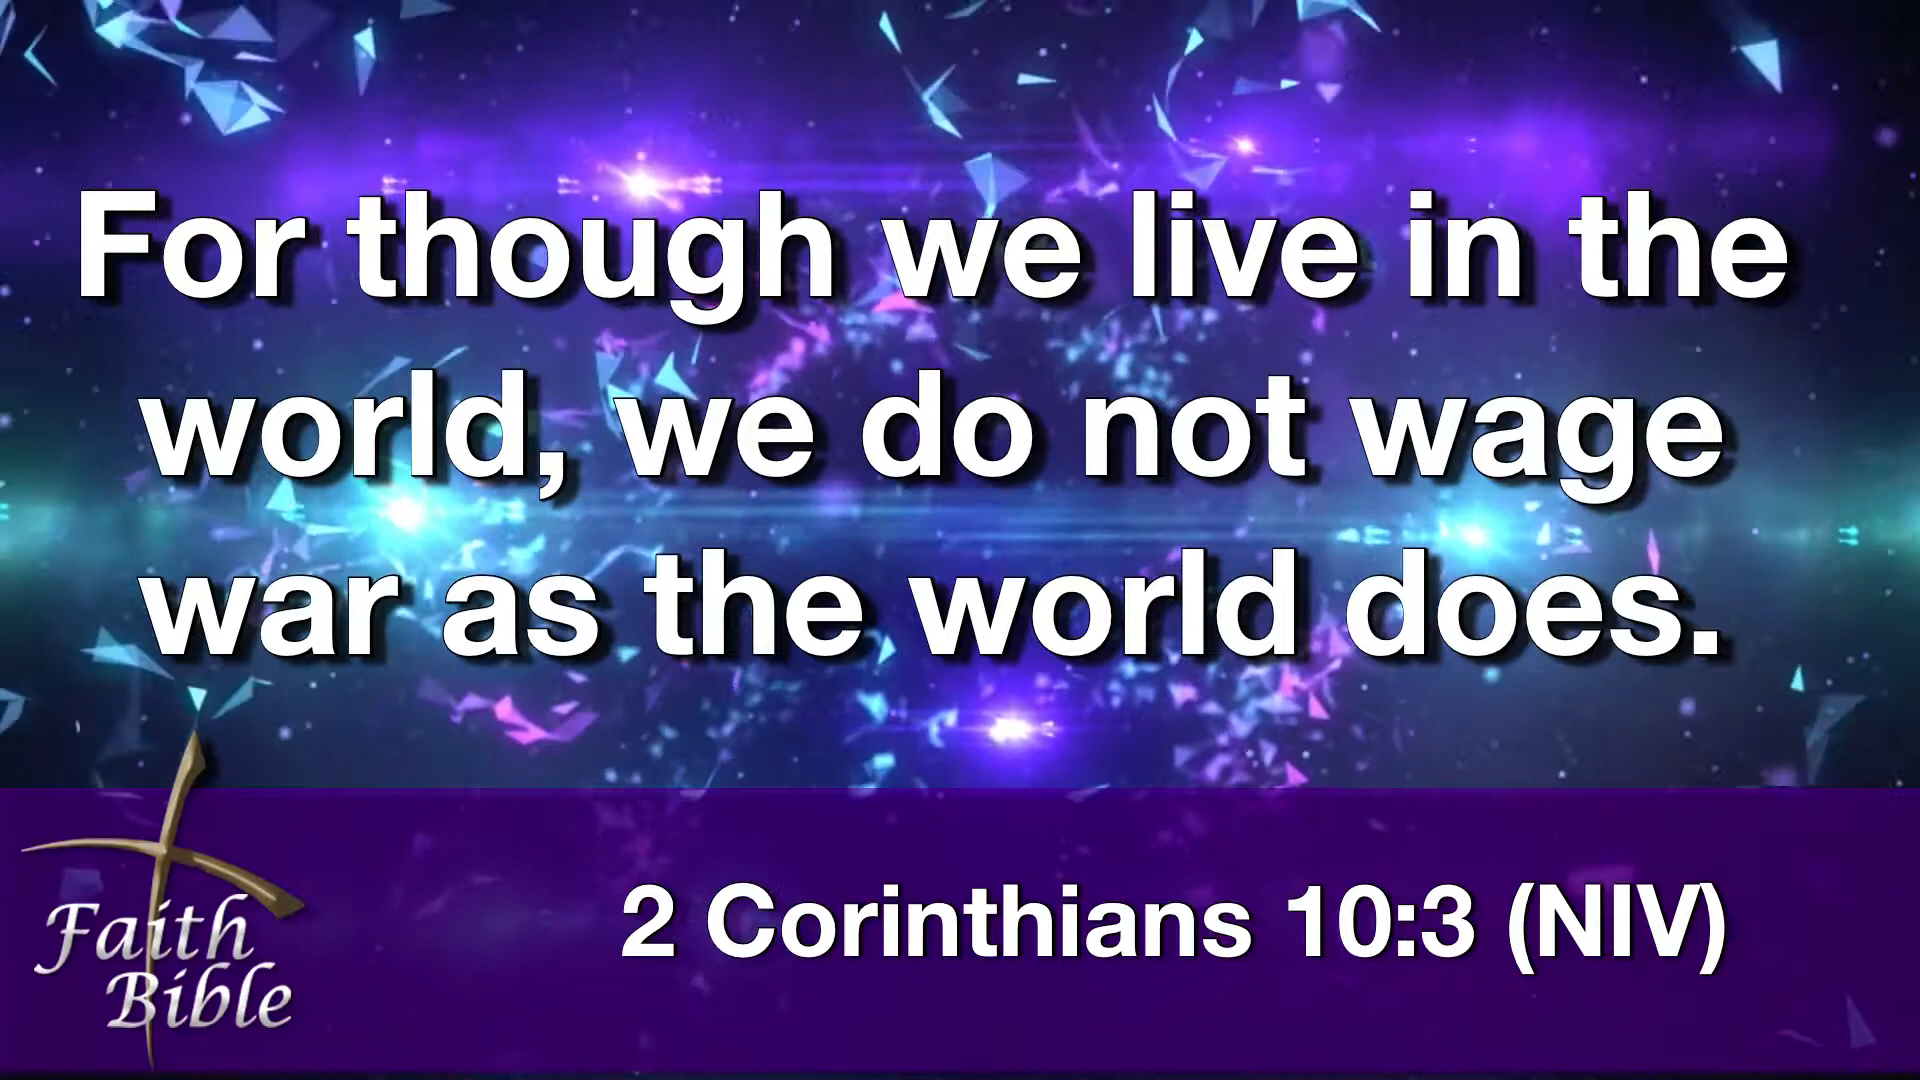 For though we live in the
world, we do not wage
war as the world does.
2 Corinthians 10:3 (NIV)
Faith
Bible